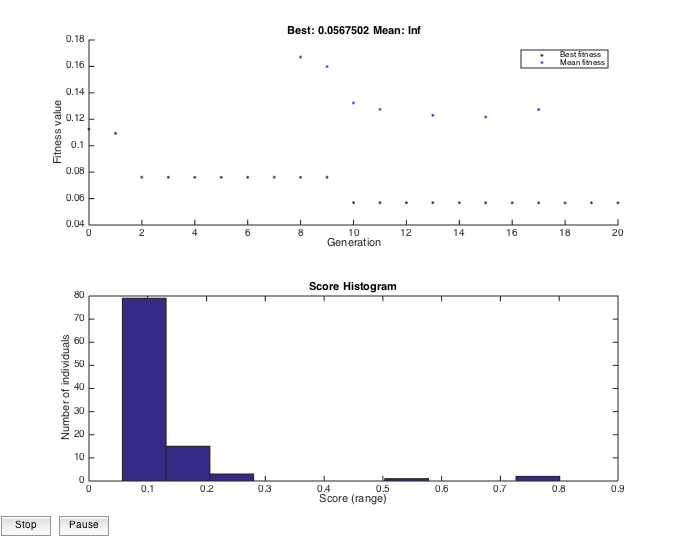 Best: 0.0567502 Mean: Inf
0.18
0.16
0.14
0.12
0.1
0.08
0.06
0.04
Fitness value
Best fitness
Mean fitness
0 2 4 6 8 10 12 14 16 18 20
Generation
Score Histogram
80
70
60
50
40
30
20
10
0
Number of individuals
0 0.1 0.2 0.3 0.4 0.5 0.6 0.7 0.8 0.9
Score (range)
Stop Pause